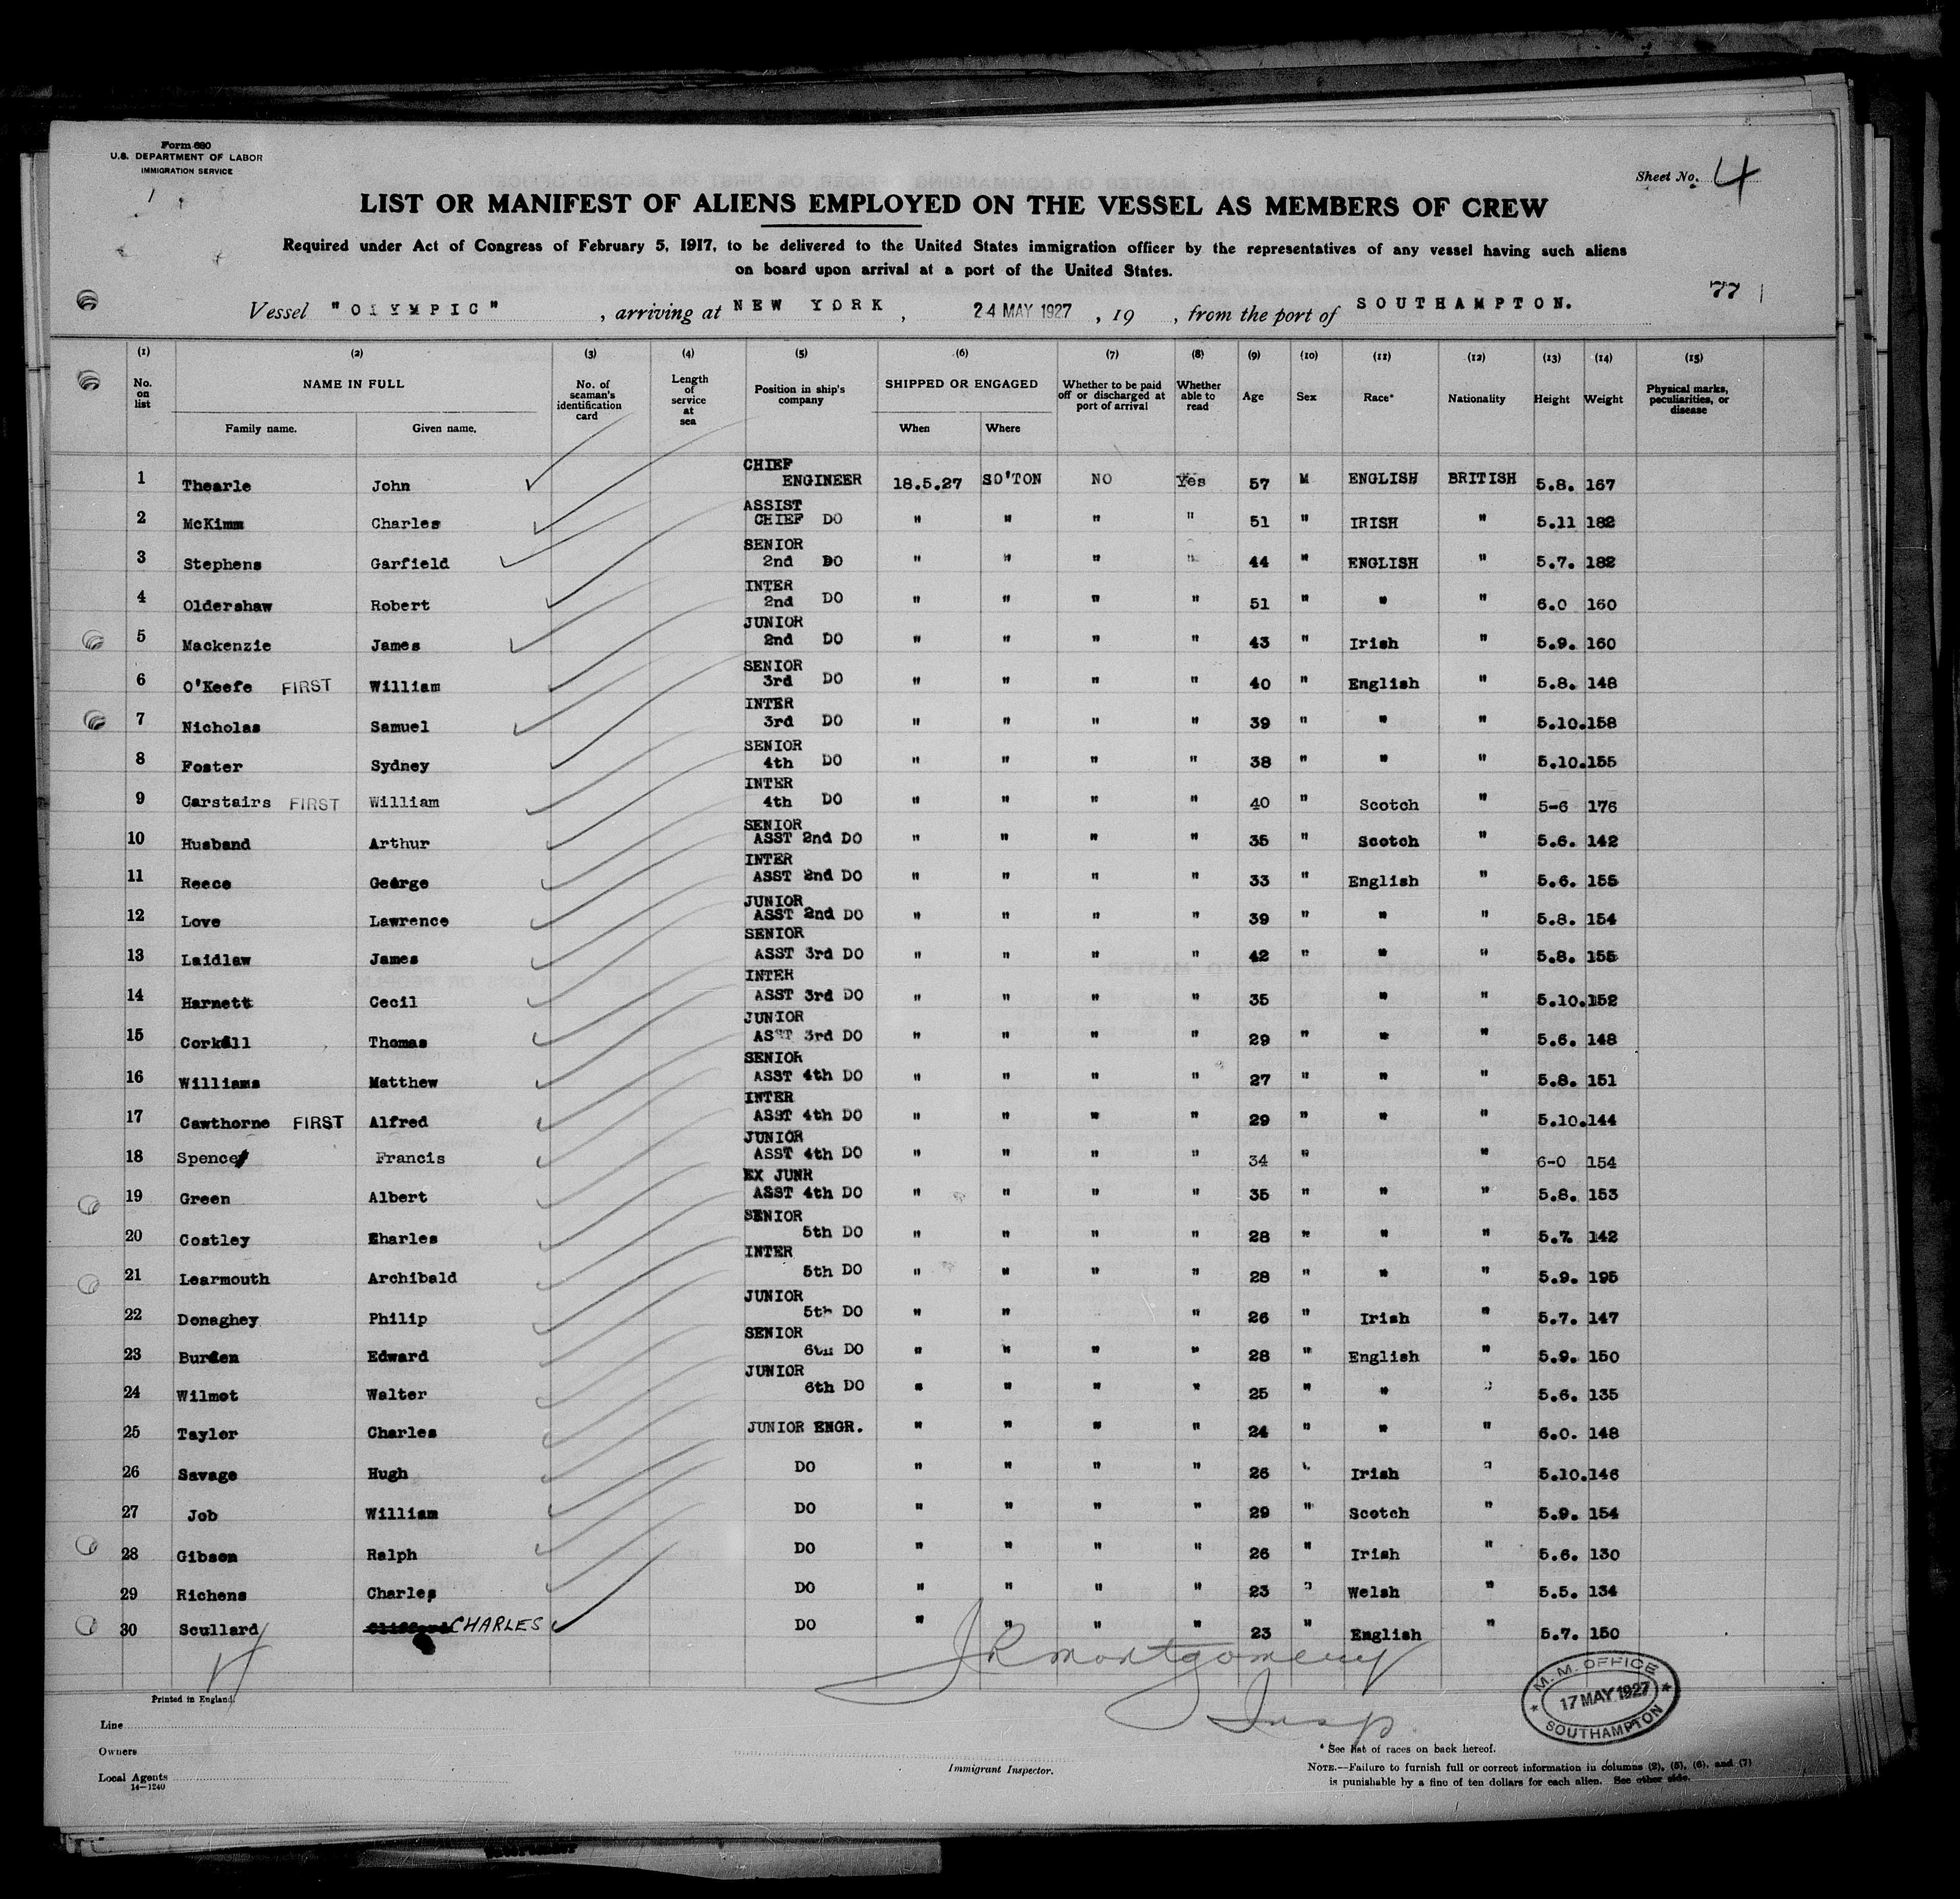 Form 680
U.S. DEPARTMENT OF LABOR
IMMIGRATION SERVICE
Sheet No. 4
LIST OR MANIFEST OF ALIENS EMPLOYED ON THE VESSEL AS MEMBERS OF CREW
Required under Act of Congress of February 5, 1917, to be delivered to the United States immigration officer by the representatives of any vessel having such aliens
on board upon arrival at a port of the United States.
77
Vessel "OLYMPIC", arriving at NEW YORK, 24 MAY 1927, 19 , from the port of SOUTHAMPTON.
(1) (2) (3) (4) (5) (6) (7) (8) (9) (10) (11) (12) (13) (14) (15)
No. on list NAME IN FULL No. of seaman's identification card Length of service at sea Position in ship's company SHIPPED OR ENGAGED Whether to be paid off or discharged at port of arrival Whether able to read Age Sex Race* Nationality Height Weight Physical marks, peculiarities, or disease
Family name. Given name. When Where
1 Thearle John CHIEF ENGINEER 18.5.27 SO'TON NO Yes 57 M ENGLISH BRITISH 5.8. 167
2 McKimm Charles ASSIST CHIEF DO " " " " 51 " IRISH " 5.11 182
3 Stephens Garfield SENIOR 2nd DO " " " " 44 " ENGLISH " 5.7. 182
4 Oldershaw Robert INTER 2nd DO " " " " 51 " " " 6.0 160
5 Mackenzie James JUNIOR 2nd DO " " " " 43 " Irish " 5.9. 160
6 O'Keefe FIRST William SENIOR 3rd DO " " " " 40 " English " 5.8. 148
7 Nicholas Samuel INTER 3rd DO " " " " 39 " " " 5.10. 158
8 Foster Sydney SENIOR 4th DO " " " " 38 " " " 5.10. 155
9 Carstairs FIRST William INTER 4th DO " " " " 40 " Scotch " 5-6 176
10 Husband Arthur SENIOR ASST 2nd DO " " " " 35 " Scotch " 5.6. 142
11 Reece George INTER ASST 2nd DO " " " " 33 " English " 5.6. 155
12 Love Lawrence JUNIOR ASST 2nd DO " " " " 39 " " " 5.8. 154
13 Laidlaw James SENIOR ASST 3rd DO " " " " 42 " " " 5.8. 155
14 Harnett Cecil INTER ASST 3rd DO " " " " 35 " " 5.10. 152
15 Corkill Thomas JUNIOR ASST 3rd DO " " " " 29 " " " 5.6. 148
16 Williams Matthew SENIOR ASST 4th DO " " " " 27 " " " 5.8. 151
17 Cawthorne FIRST Alfred INTER ASST 4th DO " " " " 29 " " " 5.10. 144
18 Spence Francis JUNIOR ASST 4th DO " " " " 34 " " 6-0 154
19 Green Albert EX JUNR ASST 4th DO " " " " 35 " " " 5.8. 153
20 Costley Charles SENIOR 5th DO " " " " 28 " " " 5.7. 142
21 Learmouth Archibald INTER 5th DO " " " " 28 " " " 5.9. 195
22 Donaghey Philip JUNIOR 5th DO " " " 26 " Irish " 5.7. 147
23 Burden Edward SENIOR 6th DO " " " " 28 " English " 5.9. 150
24 Wilmot Walter JUNIOR 6th DO " " " " 25 " " " 5.6. 135
25 Taylor Charles JUNIOR ENGR. " " " " 24 " " " 6.0. 148
26 Savage Hugh DO " " " " 26 " Irish " 5.10. 146
27 Job William DO " " " " 29 " Scotch " 5.9. 154
28 Gibson Ralph DO " " " " 26 " Irish " 5.6. 130
29 Richens Charles DO " " " " 23 " Welsh " 5.5. 134
30 Scullard Clifford CHARLES DO " " " " 23 " English " 5.7. 150
JR Montgomery
Insp.
M. M. OFFICE
17 MAY 1927
SOUTHAMPTON
Printed in England.
Line
Owners
Local Agents
14—1240
Immigrant Inspector.
* See list of races on back hereof.
NOTE.—Failure to furnish full or correct information in columns (2), (5), (6), and (7)
is punishable by a fine of ten dollars for each alien. See other side.